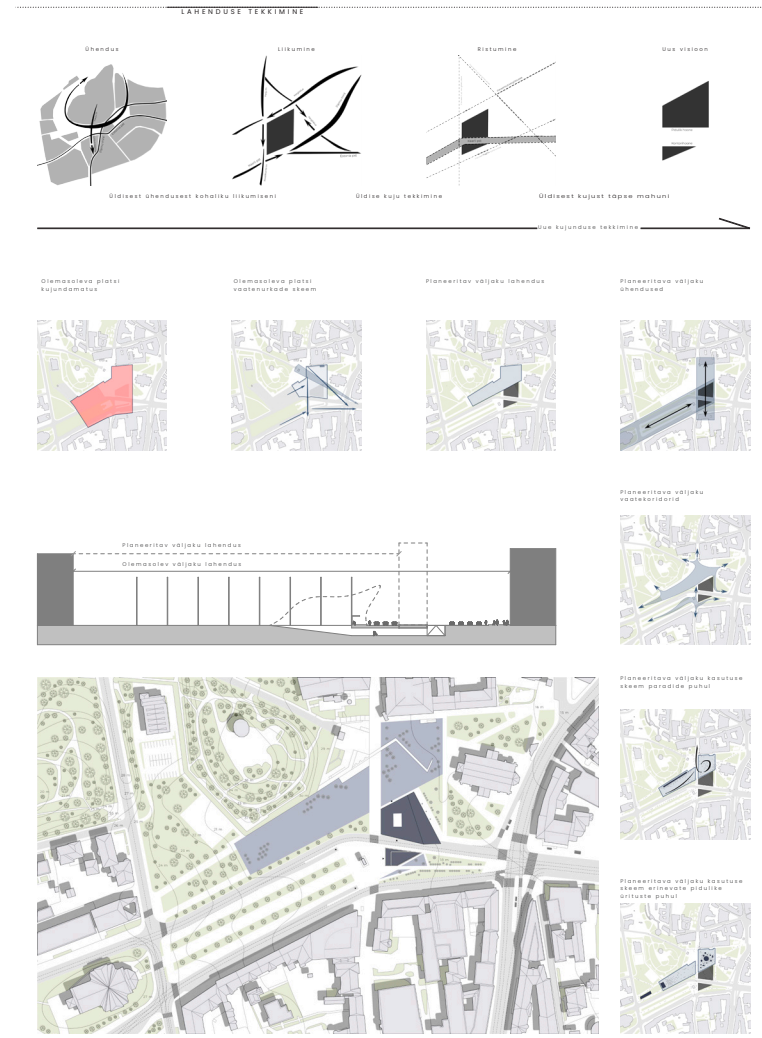 LAHENDUSE TEKKIMINE
Ühendus
Liikumine
Ristumine
Uus visioon
Üldisest ühendusest kohaliku liikumiseni
Üldise kuju tekkimine
Üldisest kujust täpse mahuni
Uue kujunduse tekkimine
Olemasoleva platsi
kujundamatus
Olemasoleva platsi
vaatenurkade skeem
Planeeritav väljaku lahendus
Planeeritava väljaku
ühendused
Planeeritava väljaku
vaatekoridorid
Planeeritav väljaku lahendus
Olemasolev väljaku lahendus
Planeeritava väljaku kasutuse
skeem paradide puhul
Planeeritava väljaku kasutuse
skeem erinevate pidulike
ürituste puhul